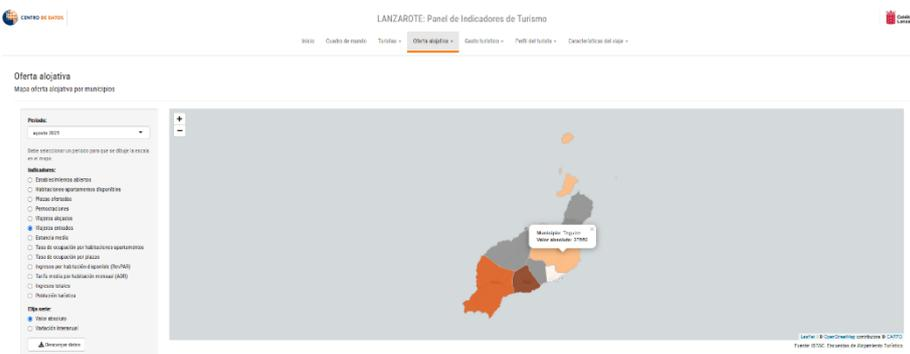 CENTRO DE DATOS
LANZAROTE: Panel de Indicadores de Turismo
Inicio Cuadro de mando Turistas Oferta alojativa Gasto turístico Perfil del turista Características del viaje
Oferta alojativa
Mapa oferta alojativa por municipios
Periodo:
agosto 2025
Debe seleccionar un periodo para que se dibuje la escala
en el mapa.
Indicadores:
Establecimientos abiertos
Habitaciones apartamentos disponibles
Plazas ofertadas
Pernoctaciones
Viajeros alojados
Viajeros entrados
Estancia media
Tasa de ocupación por habitaciones apartamentos
Tasa de ocupación por plazas
Ingresos por habitación disponible (RevPAR)
Tarifa media por habitación mensual (ADR)
Ingresos totales
Población turística
Elija serie:
Valor absoluto
Variación interanual
Descargar datos
+
−
Municipio: Teguise
Valor absoluto:
Leaflet | © OpenStreetMap contributors © CARTO
Fuente: ISTAC. Encuestas de Alojamiento Turístico